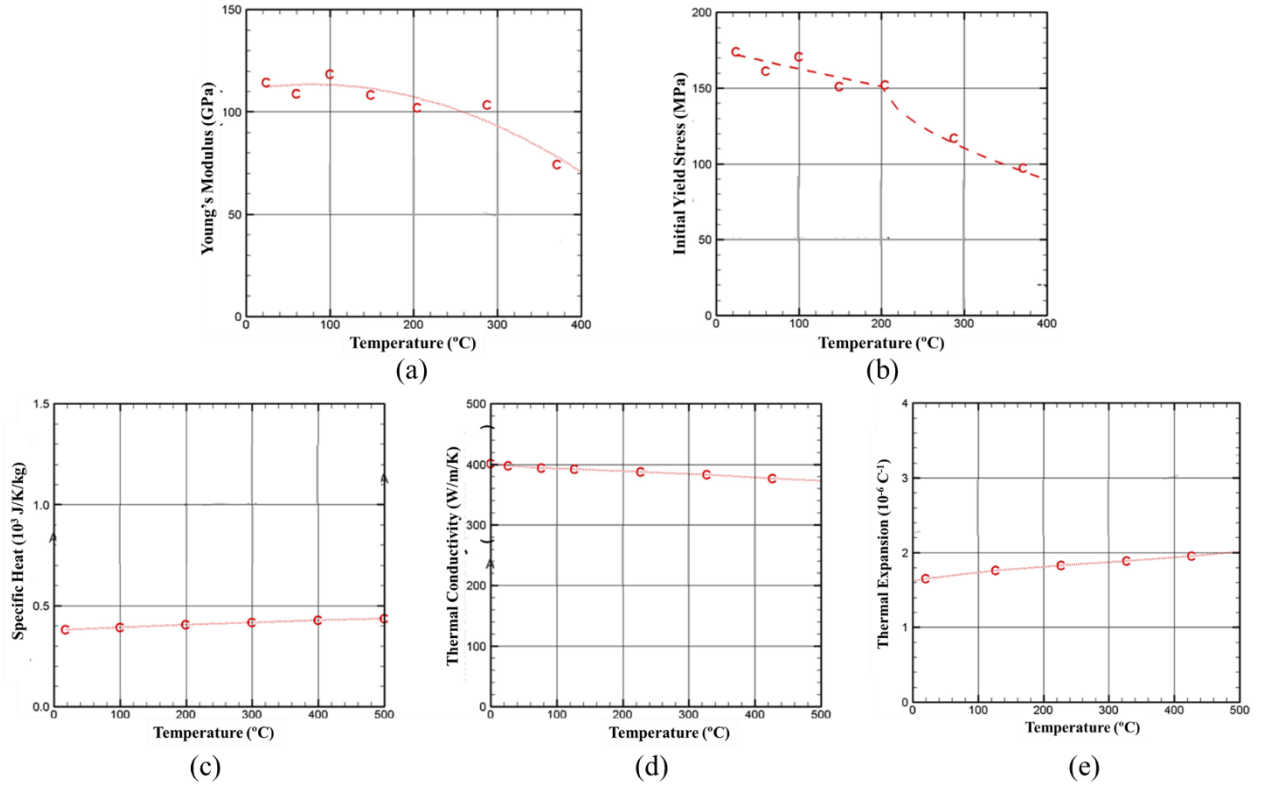 150
100
50
0
Young's Modulus (GPa)
C C C C C C C
0 100 200 300 400
Temperature (ºC)
(a)
200
150
100
50
0
Initial Yield Stress (MPa)
C C C C C C C
0 100 200 300 400
Temperature (ºC)
(b)
1.5
1.0
0.5
0.0
Specific Heat (10³ J/K/kg)
A
A
C C C C C C
0 100 200 300 400 500
Temperature (ºC)
(c)
500
400
300
200
100
0
Thermal Conductivity (W/m/K)
C C C C C C C
A
0 100 200 300 400 500
Temperature (ºC)
(d)
4
3
2
1
0
Thermal Expansion (10⁻⁶ C⁻¹)
C C C C C
0 100 200 300 400 500
Temperature (ºC)
(e)